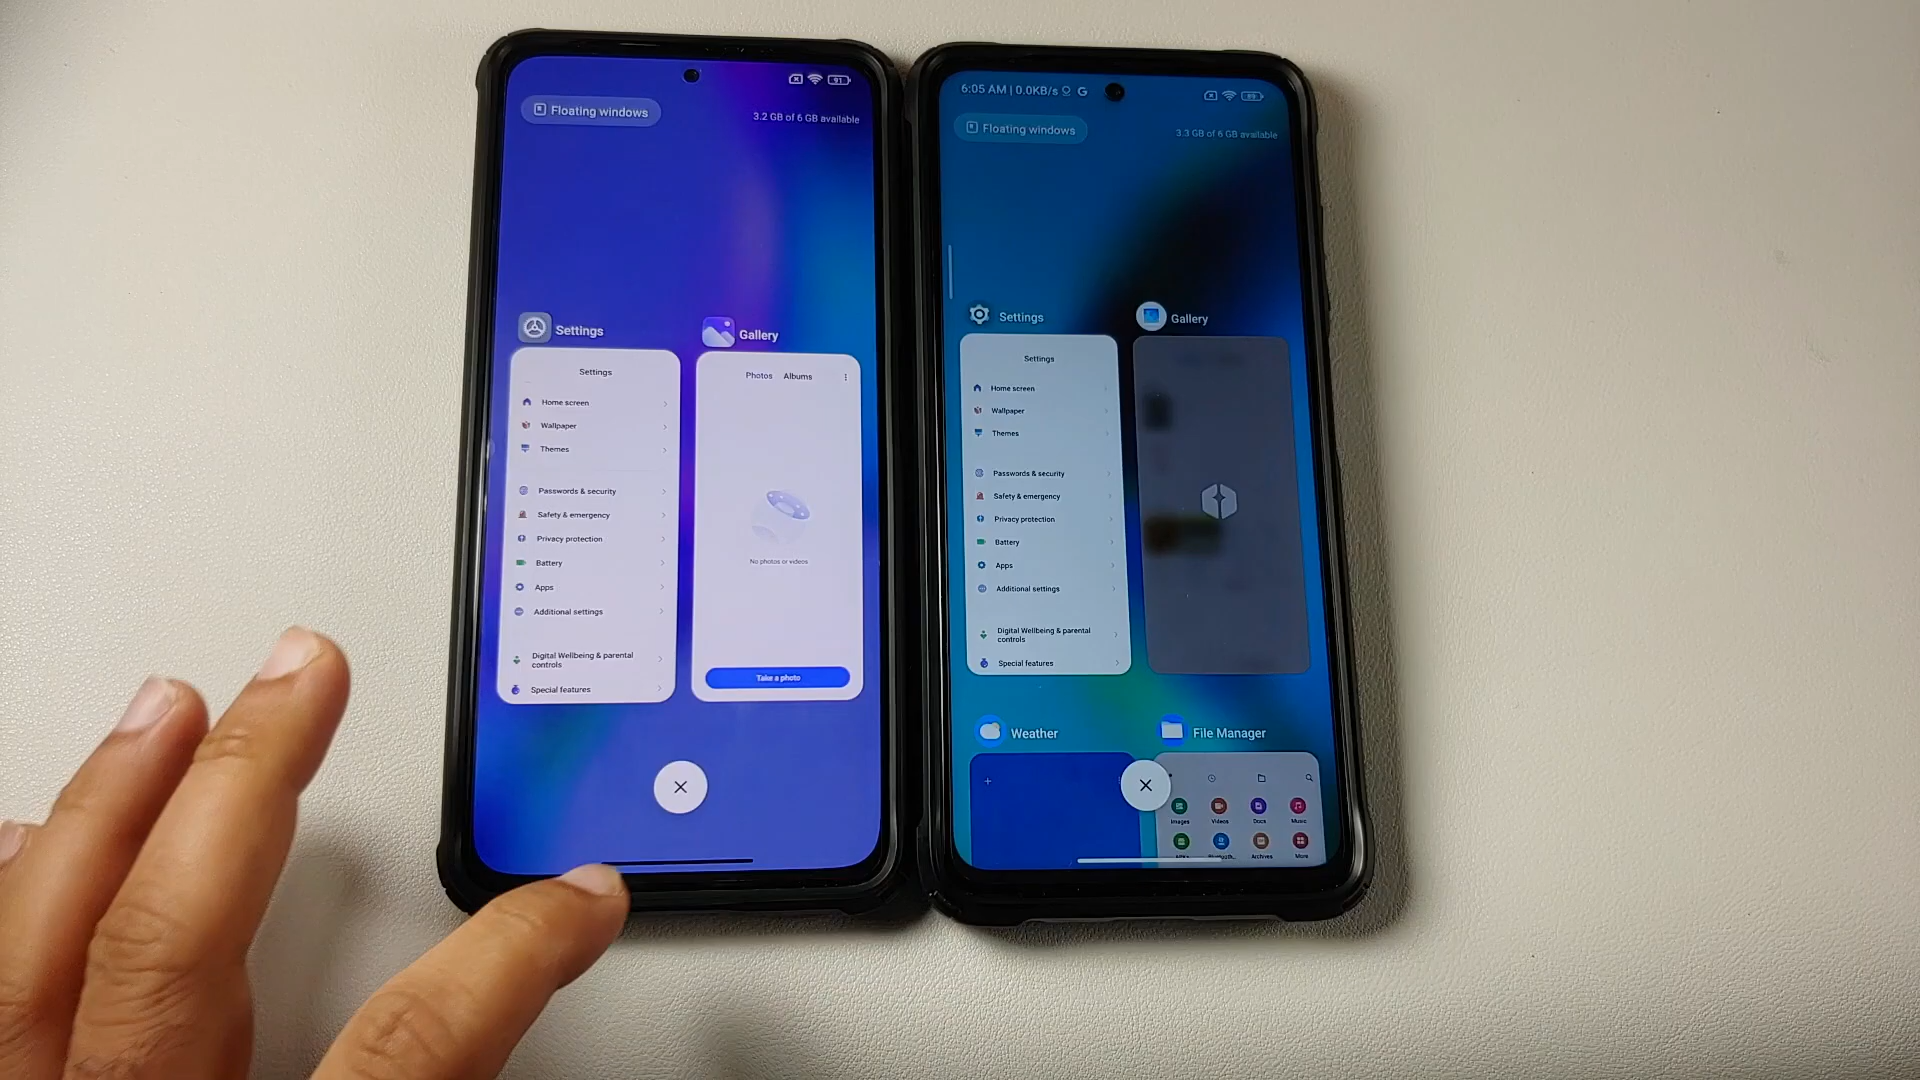 91
Floating windows
3.2 GB of 6 GB available
Settings
Gallery
Settings
Home screen
Wallpaper
Themes
Passwords & security
Safety & emergency
Privacy protection
Battery
Apps
Additional settings
Digital Wellbeing & parental
controls
Special features
Photos Albums
No photos or videos
Take a photo
6:05 AM | 0.0KB/s G
89
Floating windows
3.3 GB of 6 GB available
Settings
Gallery
Settings
Home screen
Wallpaper
Themes
Passwords & security
Safety & emergency
Privacy protection
Battery
Apps
Additional settings
Digital Wellbeing & parental
controls
Special features
Weather
File Manager
Images Videos Docs Music
Archives More